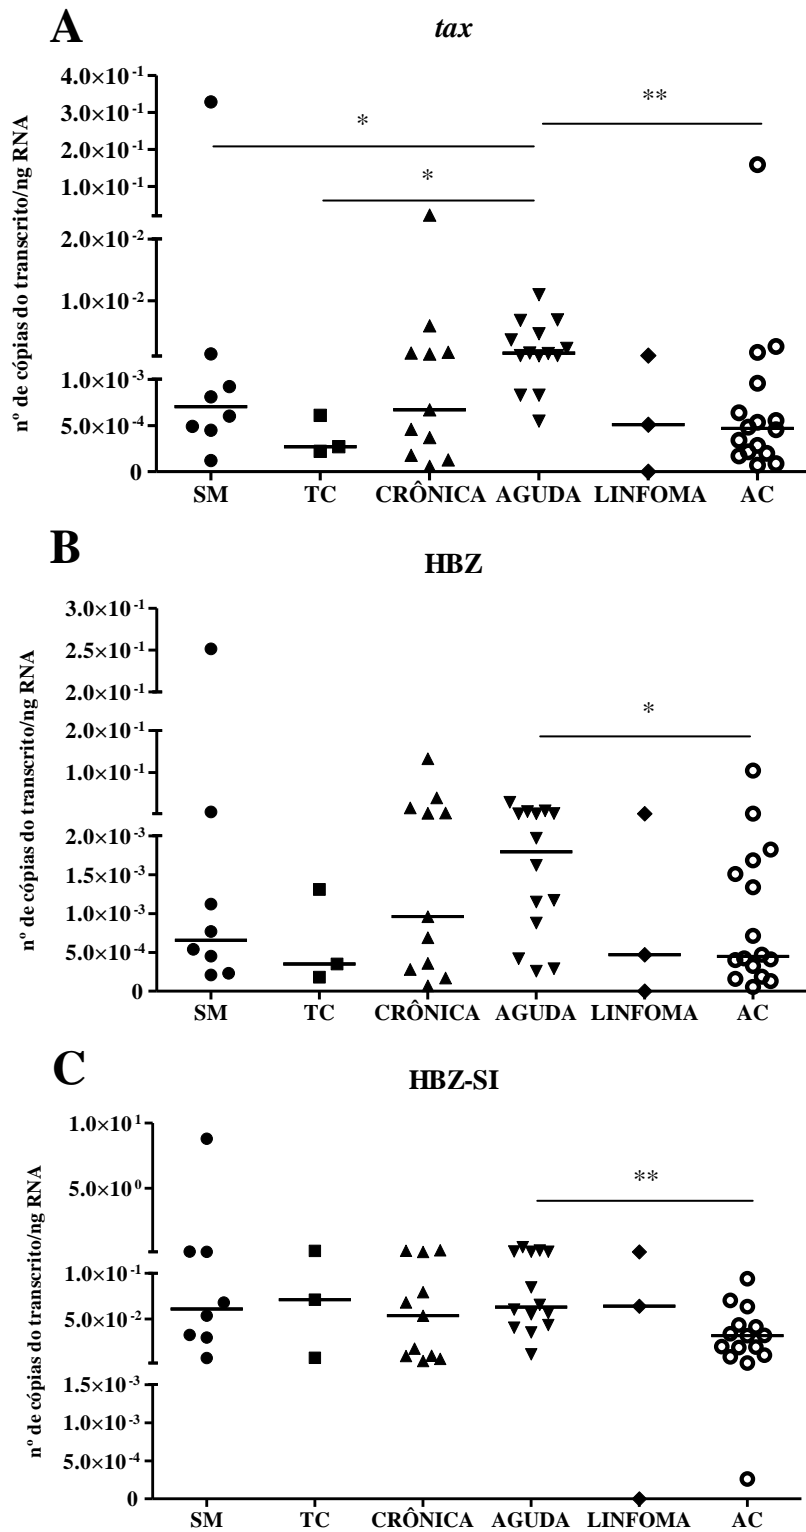 A
tax
nº de cópias do transcrito/ng RNA
4.0×10⁻¹
3.0×10⁻¹
2.0×10⁻¹
1.0×10⁻¹
2.0×10⁻²
1.0×10⁻²
1.0×10⁻³
5.0×10⁻⁴
0
*
*
**
SM TC CRÔNICA AGUDA LINFOMA AC
B
HBZ
nº de cópias do transcrito/ng RNA
3.0×10⁻¹
2.5×10⁻¹
2.0×10⁻¹
2.0×10⁻¹
1.0×10⁻¹
2.0×10⁻³
1.5×10⁻³
1.0×10⁻³
5.0×10⁻⁴
0
*
SM TC CRÔNICA AGUDA LINFOMA AC
C
HBZ-SI
nº de cópias do transcrito/ng RNA
1.0×10¹
5.0×10⁰
1.0×10⁻¹
5.0×10⁻²
1.5×10⁻³
1.0×10⁻³
5.0×10⁻⁴
0
**
SM TC CRÔNICA AGUDA LINFOMA AC